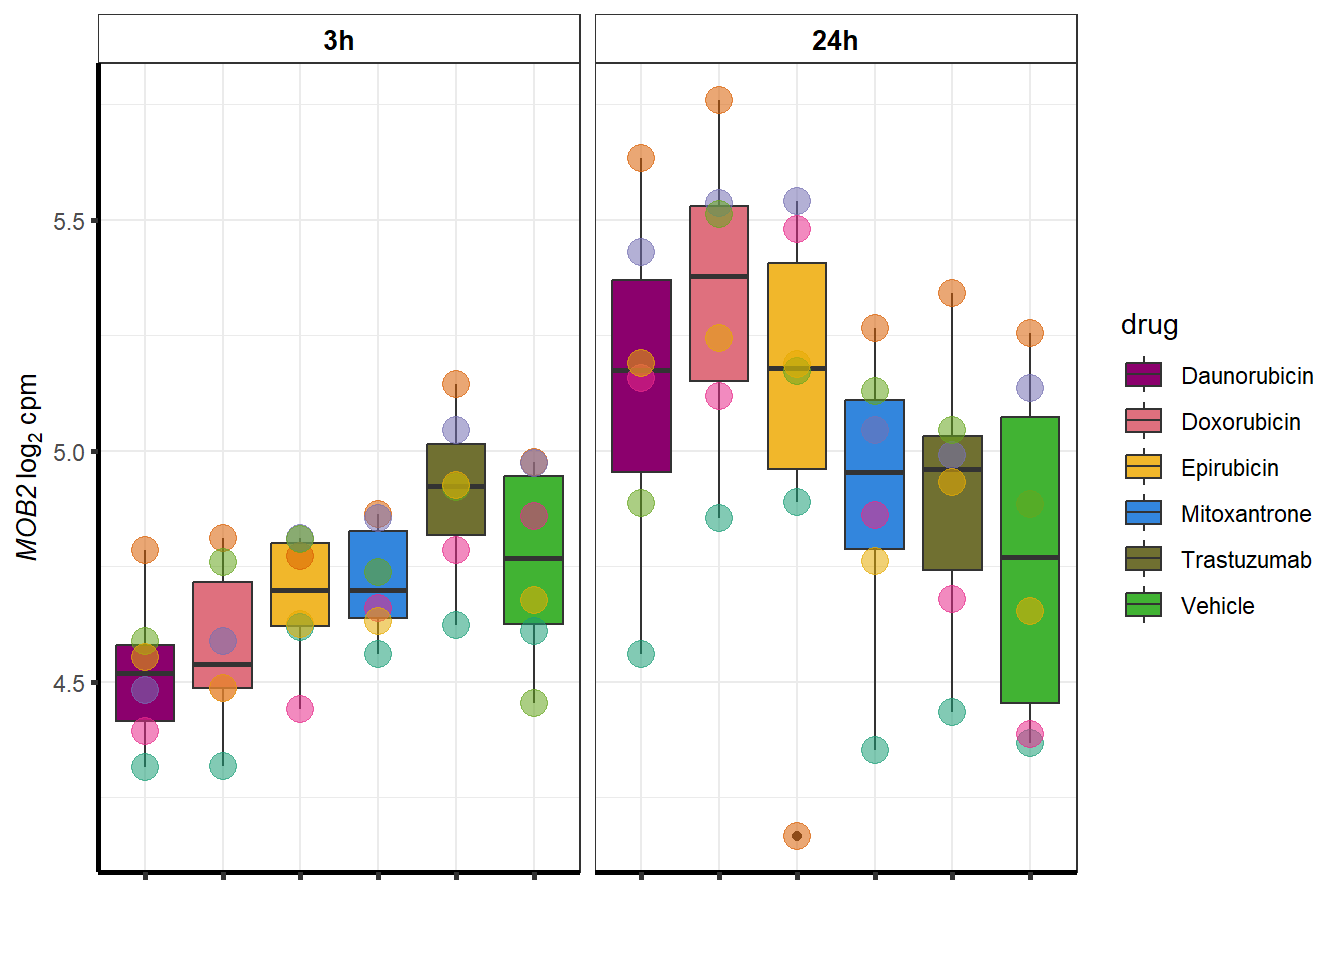 3h
24h
5.5
5.0
4.5
MOB2 log₂ cpm
drug
Daunorubicin
Doxorubicin
Epirubicin
Mitoxantrone
Trastuzumab
Vehicle